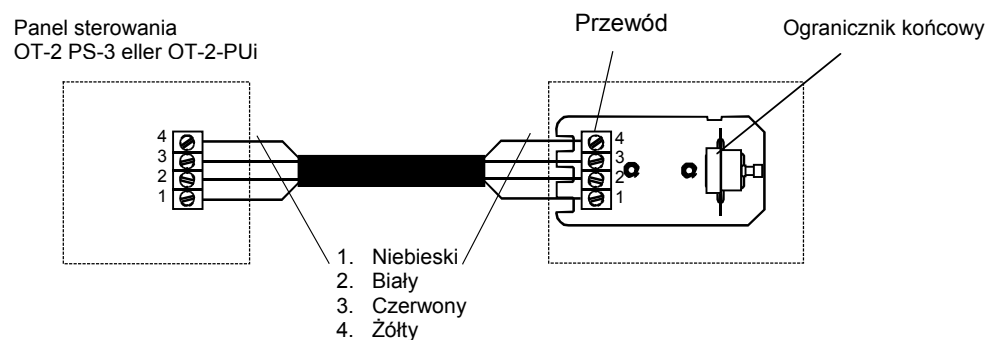 Panel sterowania
OT-2 PS-3 eller OT-2-PUi
Przewód
Ogranicznik końcowy
4
3
2
1
4
3
2
1
1. Niebieski
2. Biały
3. Czerwony
4. Żółty